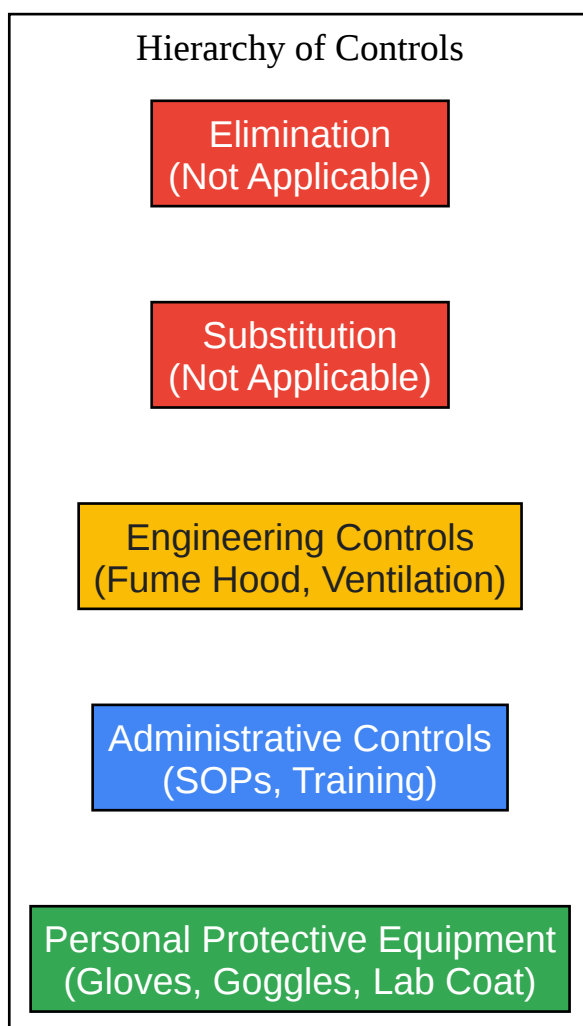 Hierarchy of Controls
Elimination
(Not Applicable)
Substitution
(Not Applicable)
Engineering Controls
(Fume Hood, Ventilation)
Administrative Controls
(SOPs, Training)
Personal Protective Equipment
(Gloves, Goggles, Lab Coat)